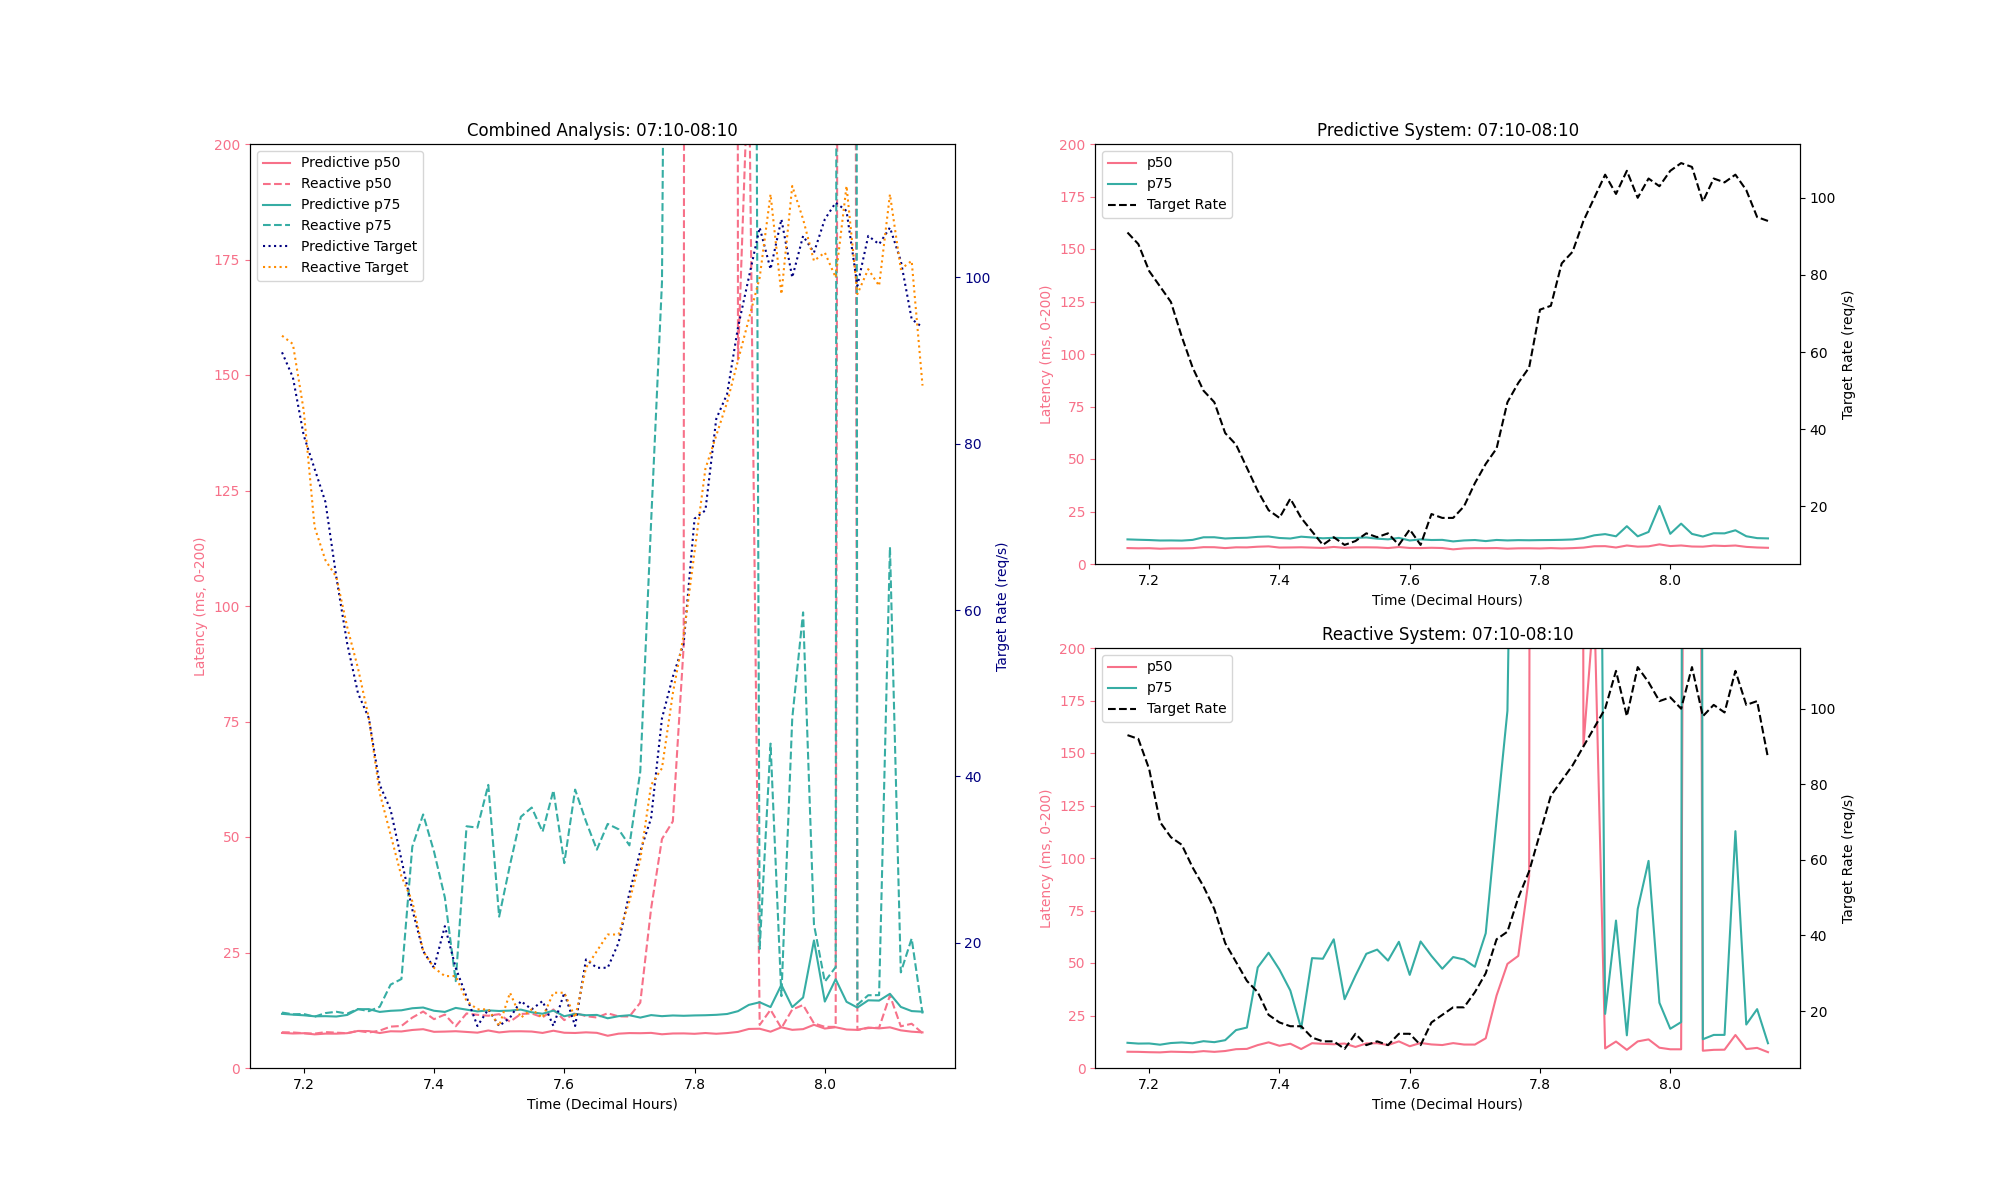 Combined Analysis: 07:10-08:10
200
175
150
125
100
75
50
25
0
Latency (ms, 0-200)
Predictive p50
Reactive p50
Predictive p75
Reactive p75
Predictive Target
Reactive Target
100
80
60
40
20
Target Rate (req/s)
7.2 7.4 7.6 7.8 8.0
Time (Decimal Hours)
Predictive System: 07:10-08:10
200
175
150
125
100
75
50
25
0
Latency (ms, 0-200)
p50
p75
Target Rate
100
80
60
40
20
Target Rate (req/s)
7.2 7.4 7.6 7.8 8.0
Time (Decimal Hours)
Reactive System: 07:10-08:10
200
175
150
125
100
75
50
25
0
Latency (ms, 0-200)
p50
p75
Target Rate
100
80
60
40
20
Target Rate (req/s)
7.2 7.4 7.6 7.8 8.0
Time (Decimal Hours)